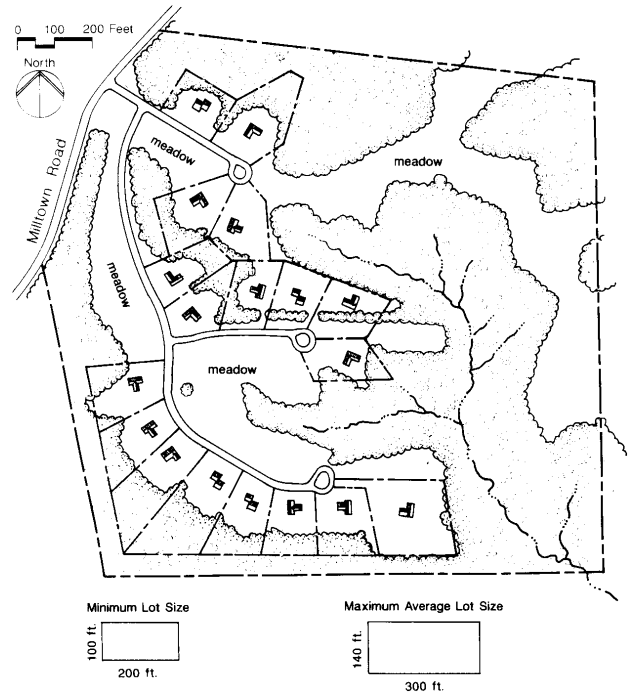 0 100 200 Feet
North
Milltown Road
meadow
meadow
meadow
meadow
Minimum Lot Size
100 ft.
200 ft.
Maximum Average Lot Size
140 ft.
300 ft.